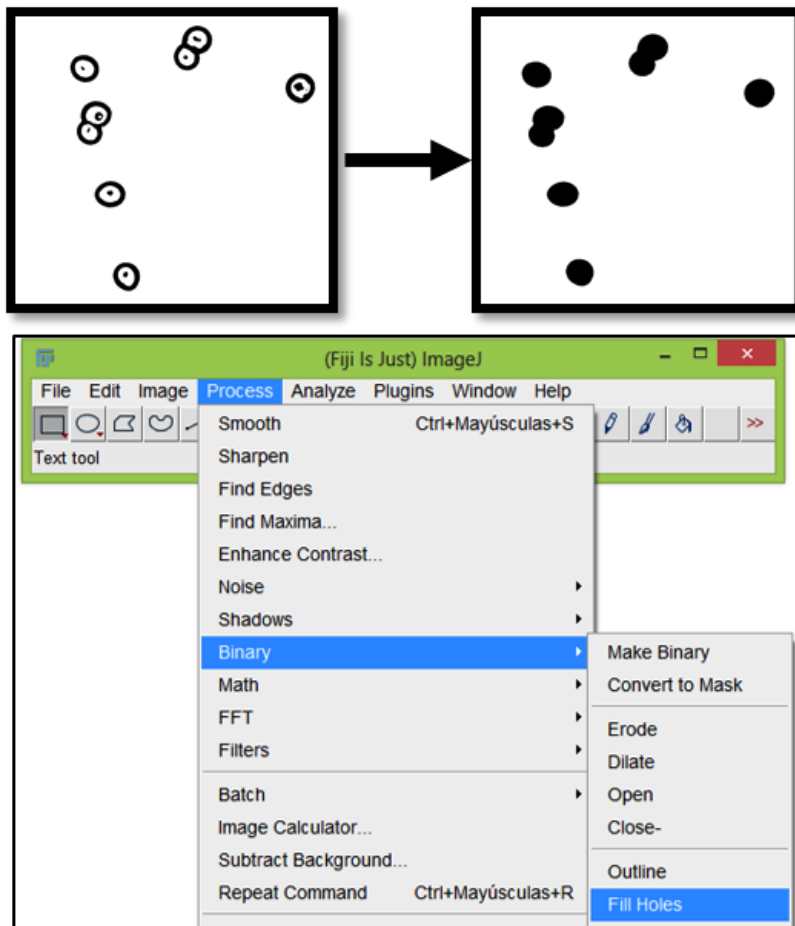 (Fiji Is Just) ImageJ
File Edit Image Process Analyze Plugins Window Help
>>
Text tool
Smooth Ctrl+Mayúsculas+S
Sharpen
Find Edges
Find Maxima...
Enhance Contrast...
Noise
Shadows
Binary
Math
FFT
Filters
Batch
Image Calculator...
Subtract Background...
Repeat Command Ctrl+Mayúsculas+R
Make Binary
Convert to Mask
Erode
Dilate
Open
Close-
Outline
Fill Holes